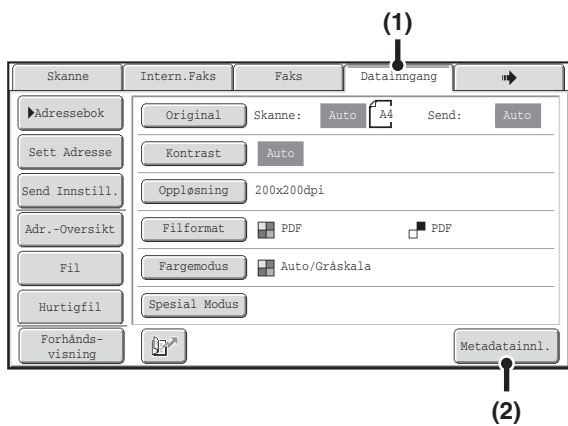 (1)
Skanne Intern.Faks Faks Datainngang
Adressebok Original Skanne: Auto A4 Send: Auto
Sett Adresse Kontrast Auto
Send Innstill. Oppløsning 200x200dpi
Adr.-Oversikt Filformat PDF PDF
Fil Fargemodus Auto/Gråskala
Hurtigfil Spesial Modus
Forhånds-
visning Metadatainnl.
(2)